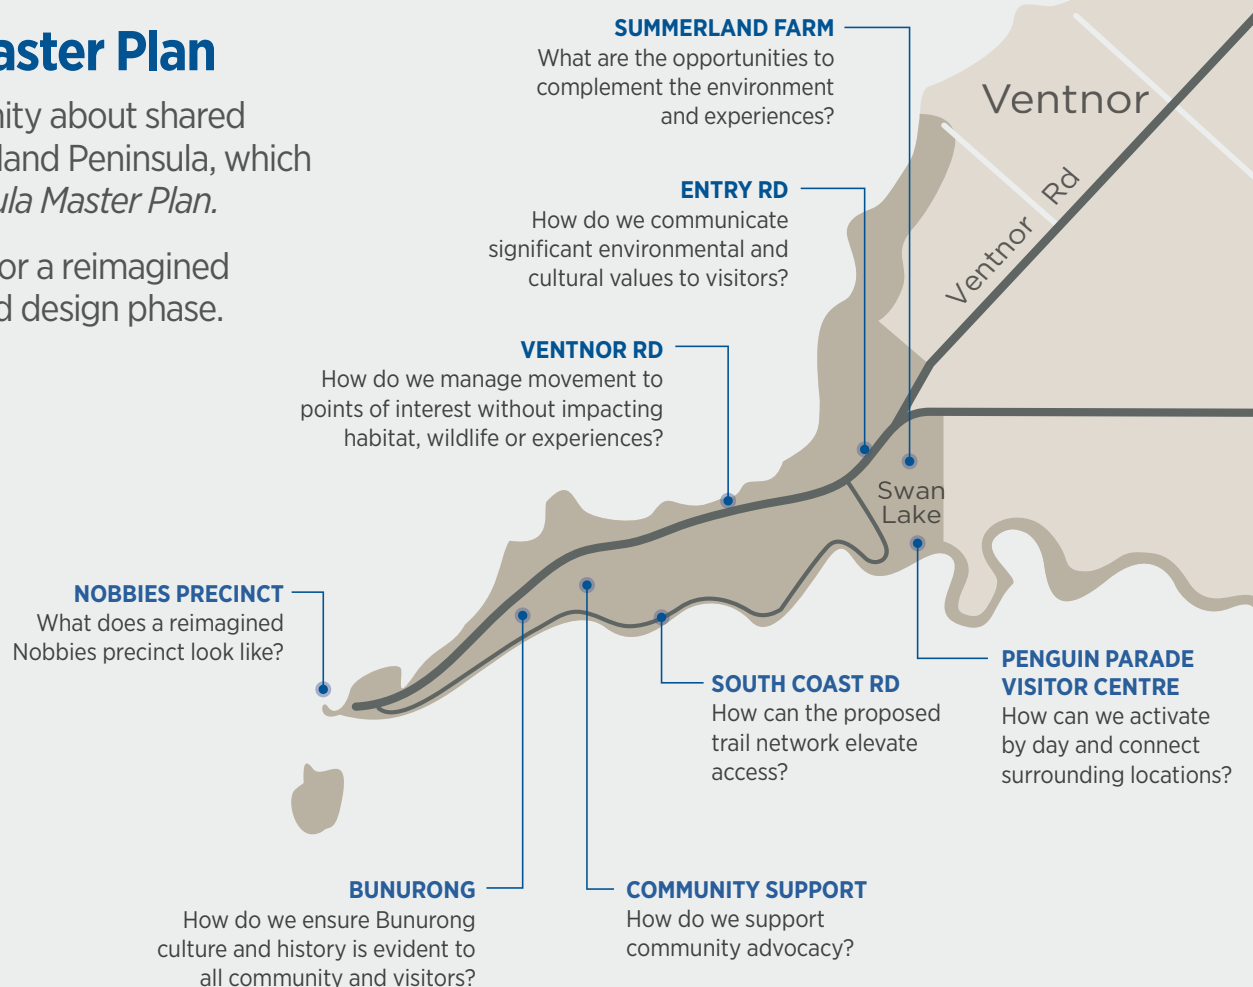 aster Plan
nity about shared
land Peninsula, which
ula Master Plan.
or a reimagined
d design phase.
SUMMERLAND FARM
What are the opportunities to
complement the environment
and experiences?
ENTRY RD
How do we communicate
significant environmental and
cultural values to visitors?
VENTNOR RD
How do we manage movement to
points of interest without impacting
habitat, wildlife or experiences?
Ventnor
Ventnor Rd
Swan
Lake
NOBBIES PRECINCT
What does a reimagined
Nobbies precinct look like?
SOUTH COAST RD
How can the proposed
trail network elevate
access?
PENGUIN PARADE
VISITOR CENTRE
How can we activate
by day and connect
surrounding locations?
BUNURONG
How do we ensure Bunurong
culture and history is evident to
all community and visitors?
COMMUNITY SUPPORT
How do we support
community advocacy?